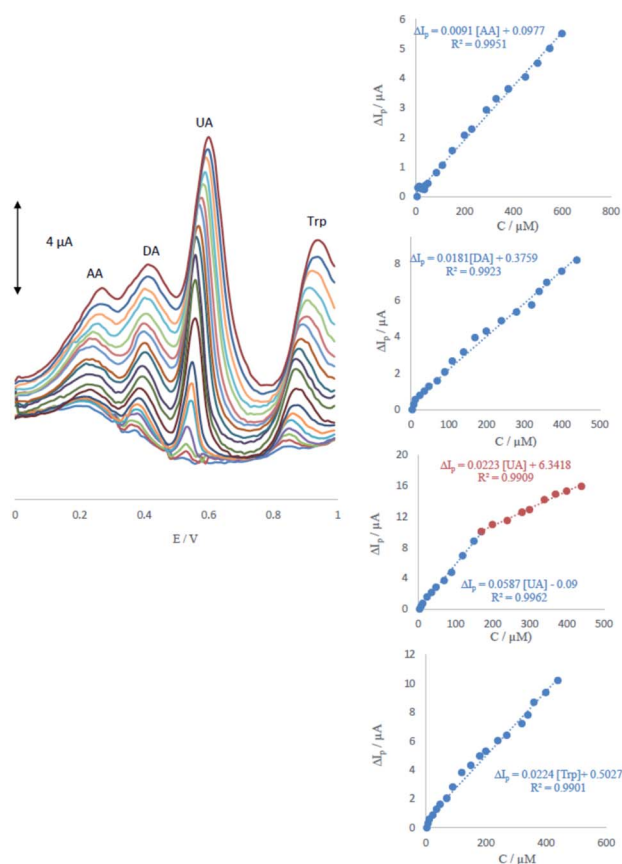 UA
Trp
4 µA
DA
AA
0
0.2
0.4
0.6
0.8
1
E / V
6
5
4
3
2
1
0
ΔIₚ / µA
ΔIₚ = 0.0091 [AA] + 0.0977
R² = 0.9951
0
200
400
600
800
C / µM)
8
6
4
2
0
ΔIₚ / µA
ΔIₚ = 0.0181[DA] + 0.3759
R² = 0.9923
0
100
200
300
400
500
C / µM)
20
16
12
8
4
0
ΔIₚ / µA
ΔIₚ = 0.0223 [UA] + 6.3418
R² = 0.9909
ΔIₚ = 0.0587 [UA] - 0.09
R² = 0.9962
0
100
200
300
400
500
C / µM)
12
10
8
6
4
2
0
ΔIₚ / µA
ΔIₚ = 0.0224 [Trp]+ 0.5027
R² = 0.9901
0
200
400
600
C / µM)